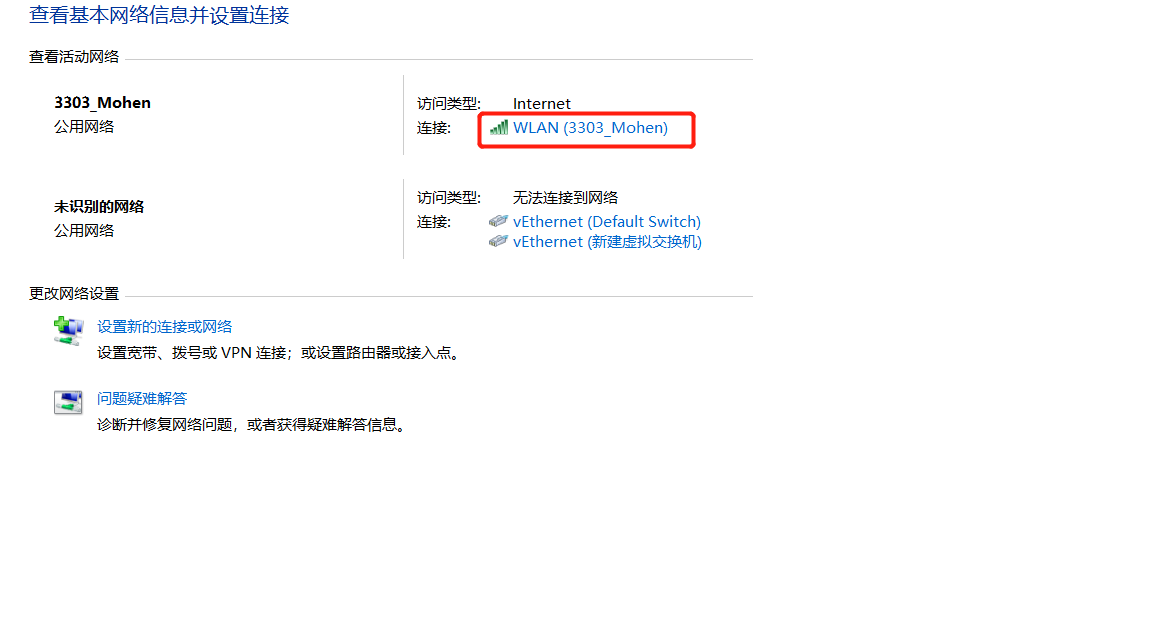 查看基本网络信息并设置连接
查看活动网络
3303_Mohen
公用网络
访问类型: Internet
连接: WLAN (3303_Mohen)
未识别的网络
公用网络
访问类型: 无法连接到网络
连接: vEthernet (Default Switch)
vEthernet (新建虚拟交换机)
更改网络设置
设置新的连接或网络
设置宽带、拨号或 VPN 连接；或设置路由器或接入点。
问题疑难解答
诊断并修复网络问题，或者获得疑难解答信息。